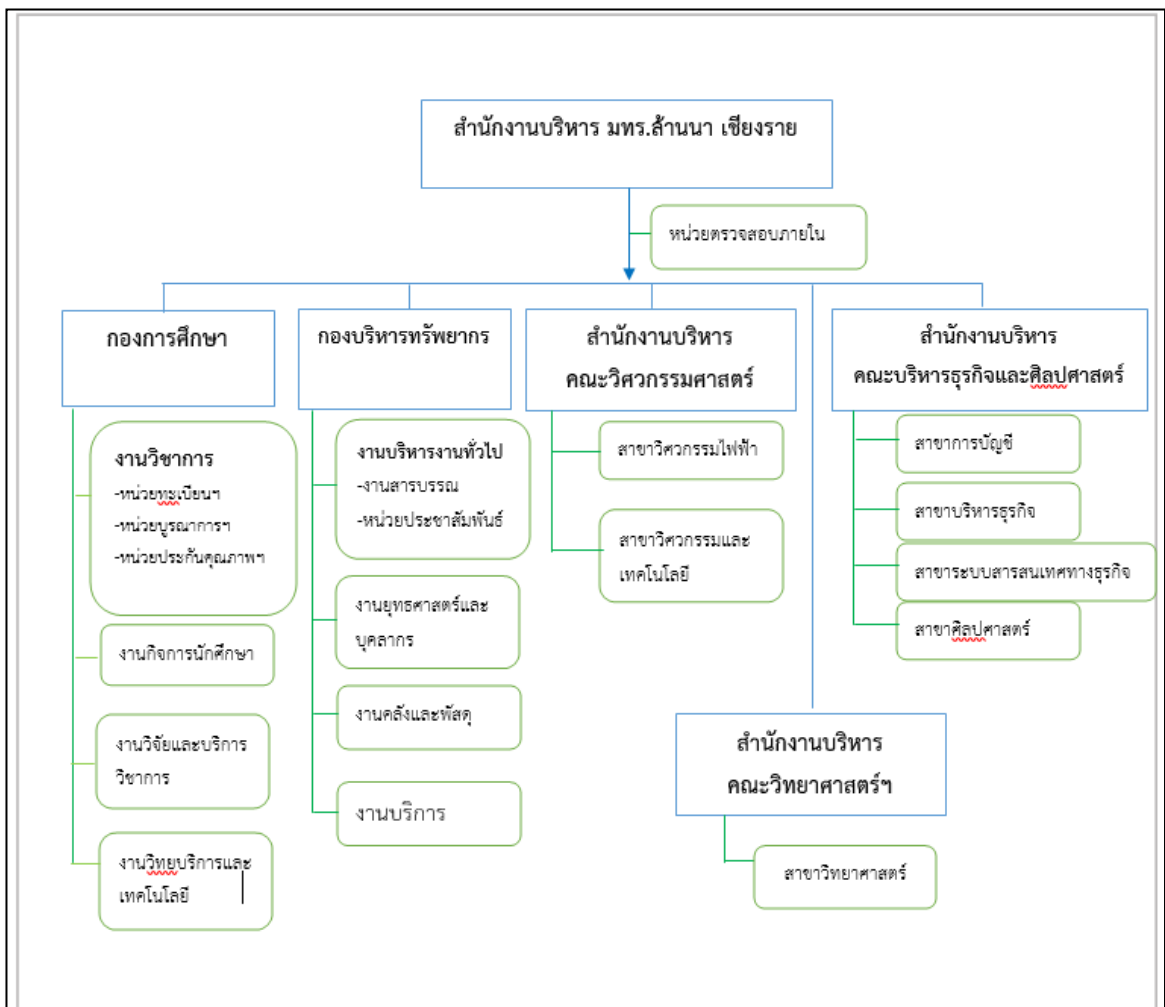 สำนักงานบริหาร มทร.ล้านนา เชียงราย
หน่วยตรวจสอบภายใน
กองการศึกษา
งานวิชาการ
-หน่วยทะเบียนฯ
-หน่วยบูรณาการฯ
-หน่วยประกันคุณภาพฯ
งานกิจการนักศึกษา
งานวิจัยและบริการ
วิชาการ
งานวิทยบริการและ
เทคโนโลยี
กองบริหารทรัพยากร
งานบริหารงานทั่วไป
-งานสารบรรณ
-หน่วยประชาสัมพันธ์
งานยุทธศาสตร์และ
บุคลากร
งานคลังและพัสดุ
งานบริการ
สำนักงานบริหาร
คณะวิศวกรรมศาสตร์
สาขาวิศวกรรมไฟฟ้า
สาขาวิศวกรรมและ
เทคโนโลยี
สำนักงานบริหาร
คณะวิทยาศาสตร์ฯ
สาขาวิทยาศาสตร์
สำนักงานบริหาร
คณะบริหารธุรกิจและศิลปศาสตร์
สาขาการบัญชี
สาขาบริหารธุรกิจ
สาขาระบบสารสนเทศทางธุรกิจ
สาขาศิลปศาสตร์